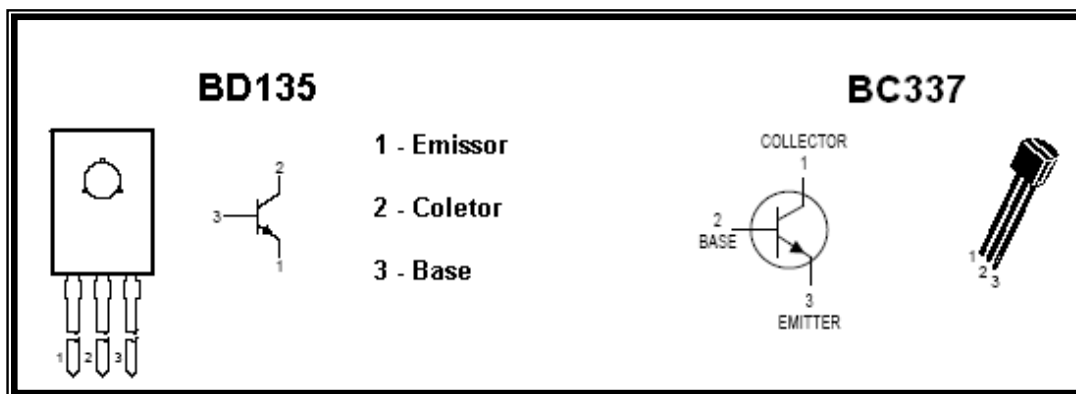 BD135
1 - Emissor
2 - Coletor
3 - Base
2
3
1
1 2 3
BC337
COLLECTOR
1
2
BASE
3
EMITTER
1
2
3